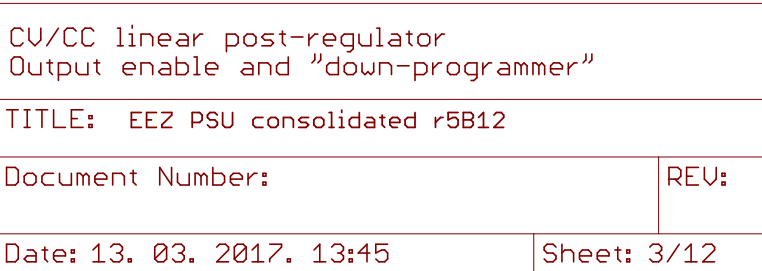 CV/CC linear post-regulator
Output enable and "down-programmer"
TITLE: EEZ PSU consolidated r5B12
Document Number:
REV:
Date: 13. 03. 2017. 13:45
Sheet: 3/12